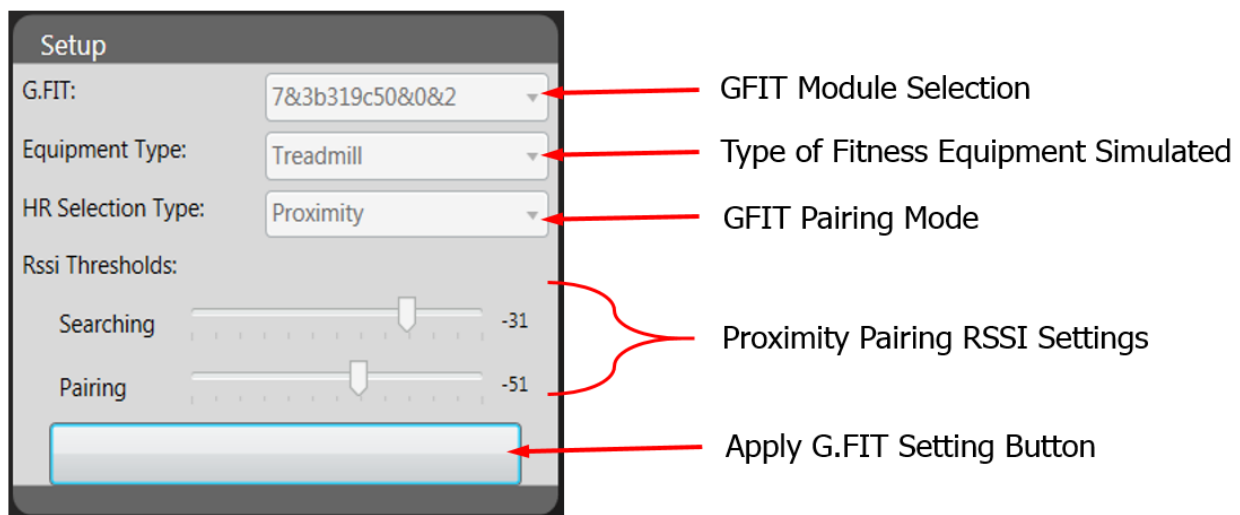 Setup
G.FIT: 7&3b319c50&0&2 GFIT Module Selection
Equipment Type: Treadmill Type of Fitness Equipment Simulated
HR Selection Type: Proximity GFIT Pairing Mode
Rssi Thresholds:
Searching -31
Proximity Pairing RSSI Settings
Pairing -51
Apply G.FIT Setting Button